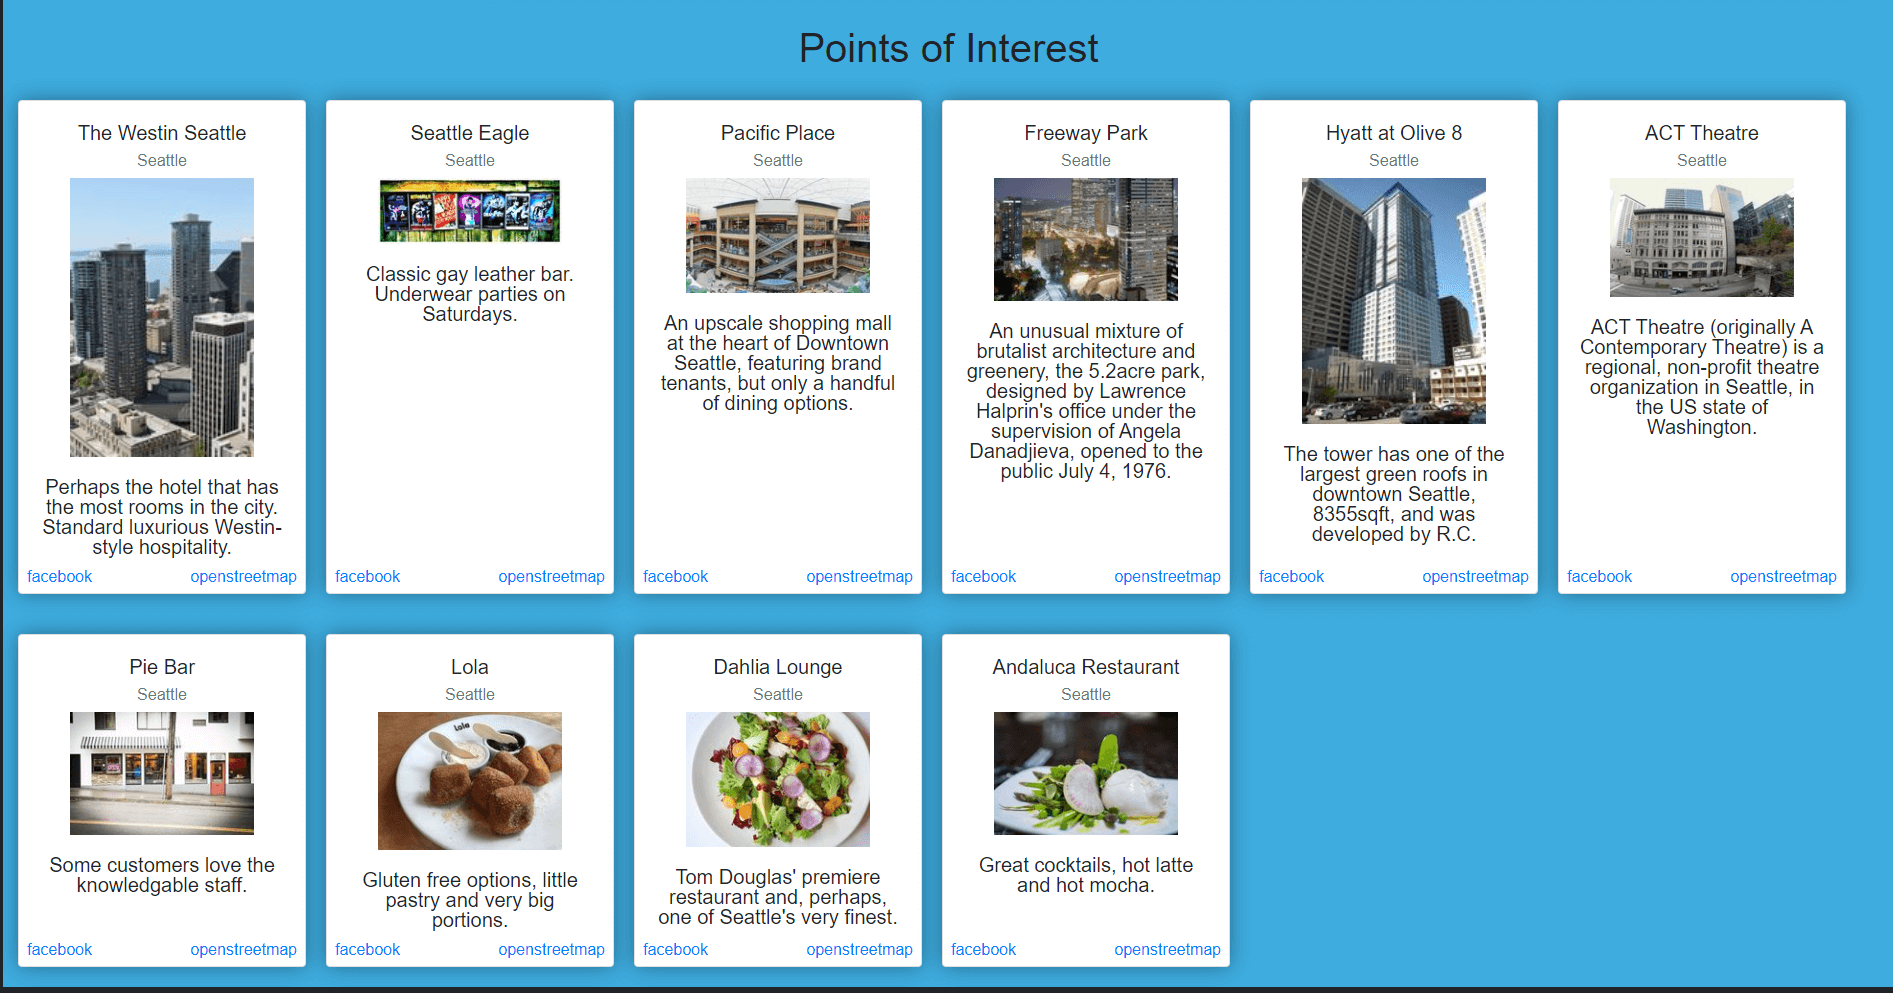 Points of Interest
The Westin Seattle
Seattle
Perhaps the hotel that has
the most rooms in the city.
Standard luxurious Westin-
style hospitality.
facebook
openstreetmap
Seattle Eagle
Seattle
Classic gay leather bar.
Underwear parties on
Saturdays.
facebook
openstreetmap
Pacific Place
Seattle
An upscale shopping mall
at the heart of Downtown
Seattle, featuring brand
tenants, but only a handful
of dining options.
facebook
openstreetmap
Freeway Park
Seattle
An unusual mixture of
brutalist architecture and
greenery, the 5.2acre park,
designed by Lawrence
Halprin's office under the
supervision of Angela
Danadjieva, opened to the
public July 4, 1976.
facebook
openstreetmap
Hyatt at Olive 8
Seattle
The tower has one of the
largest green roofs in
downtown Seattle,
8355sqft, and was
developed by R.C.
facebook
openstreetmap
ACT Theatre
Seattle
ACT Theatre (originally A
Contemporary Theatre) is a
regional, non-profit theatre
organization in Seattle, in
the US state of
Washington.
facebook
openstreetmap
Pie Bar
Seattle
Some customers love the
knowledgable staff.
facebook
openstreetmap
Lola
Seattle
Lola
Gluten free options, little
pastry and very big
portions.
facebook
openstreetmap
Dahlia Lounge
Seattle
Tom Douglas' premiere
restaurant and, perhaps,
one of Seattle's very finest.
facebook
openstreetmap
Andaluca Restaurant
Seattle
Great cocktails, hot latte
and hot mocha.
facebook
openstreetmap